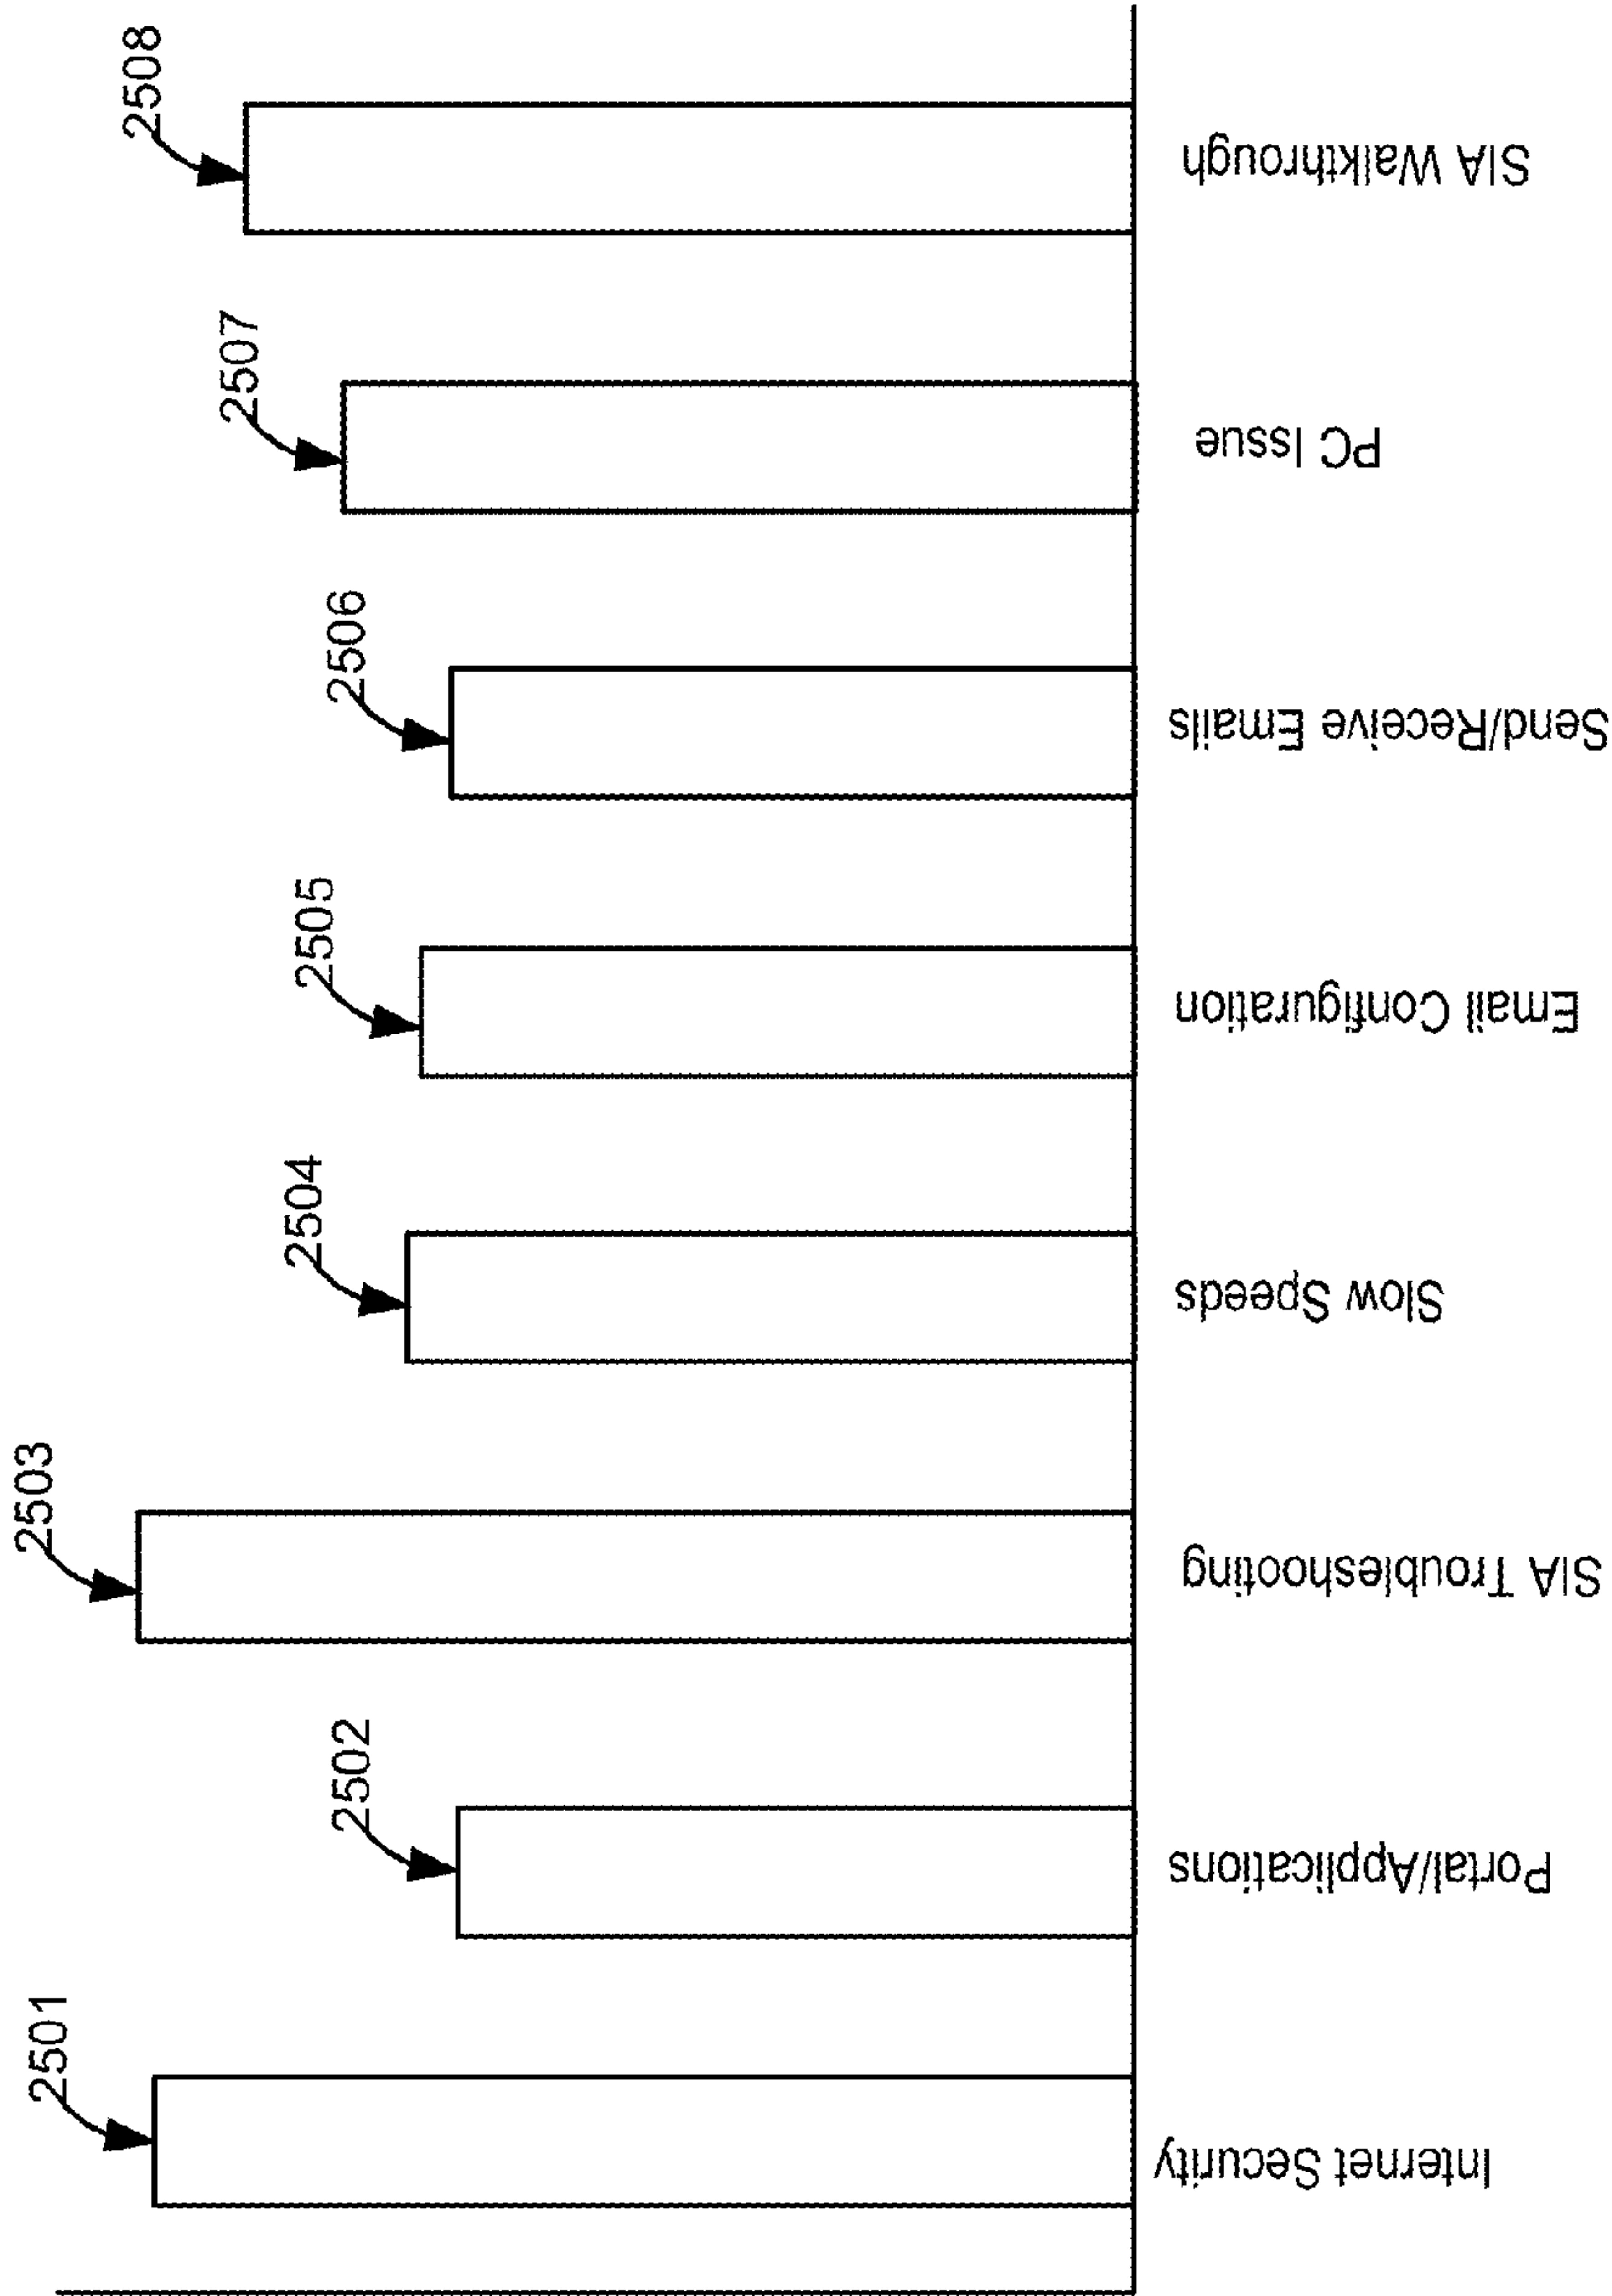 2501
2502
2503
2504
2505
2506
2507
2508
Internet Security
Portal/Applications
SIA Troubleshooting
Slow Speeds
Email Configuration
Send/Receive Emails
PC Issue
SIA Walkthrough